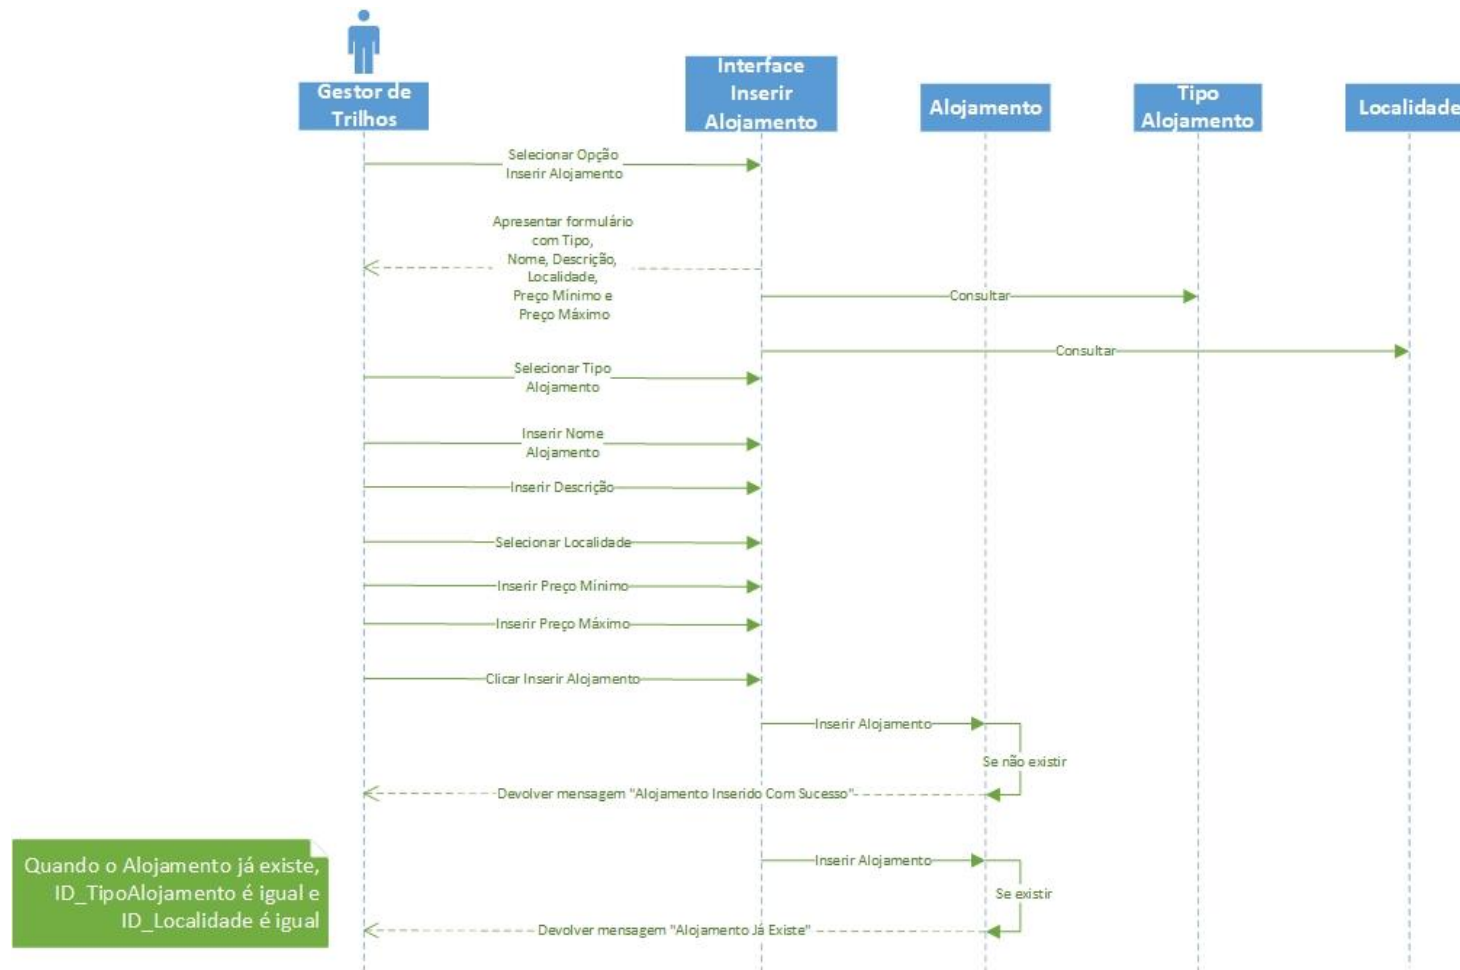 Gestor de
Trilhos
Interface
Inserir
Alojamento
Alojamento
Tipo
Alojamento
Localidade
Selecionar Opção
Inserir Alojamento
Apresentar formulário
com Tipo,
Nome, Descrição,
Localidade,
Preço Mínimo e
Preço Máximo
Consultar
Consultar
Selecionar Tipo
Alojamento
Inserir Nome
Alojamento
Inserir Descrição
Selecionar Localidade
Inserir Preço Mínimo
Inserir Preço Máximo
Clicar Inserir Alojamento
Inserir Alojamento
Se não existir
Devolver mensagem "Alojamento Inserido Com Sucesso"
Inserir Alojamento
Se existir
Devolver mensagem "Alojamento Já Existe"
Quando o Alojamento já existe,
ID_TipoAlojamento é igual e
ID_Localidade é igual